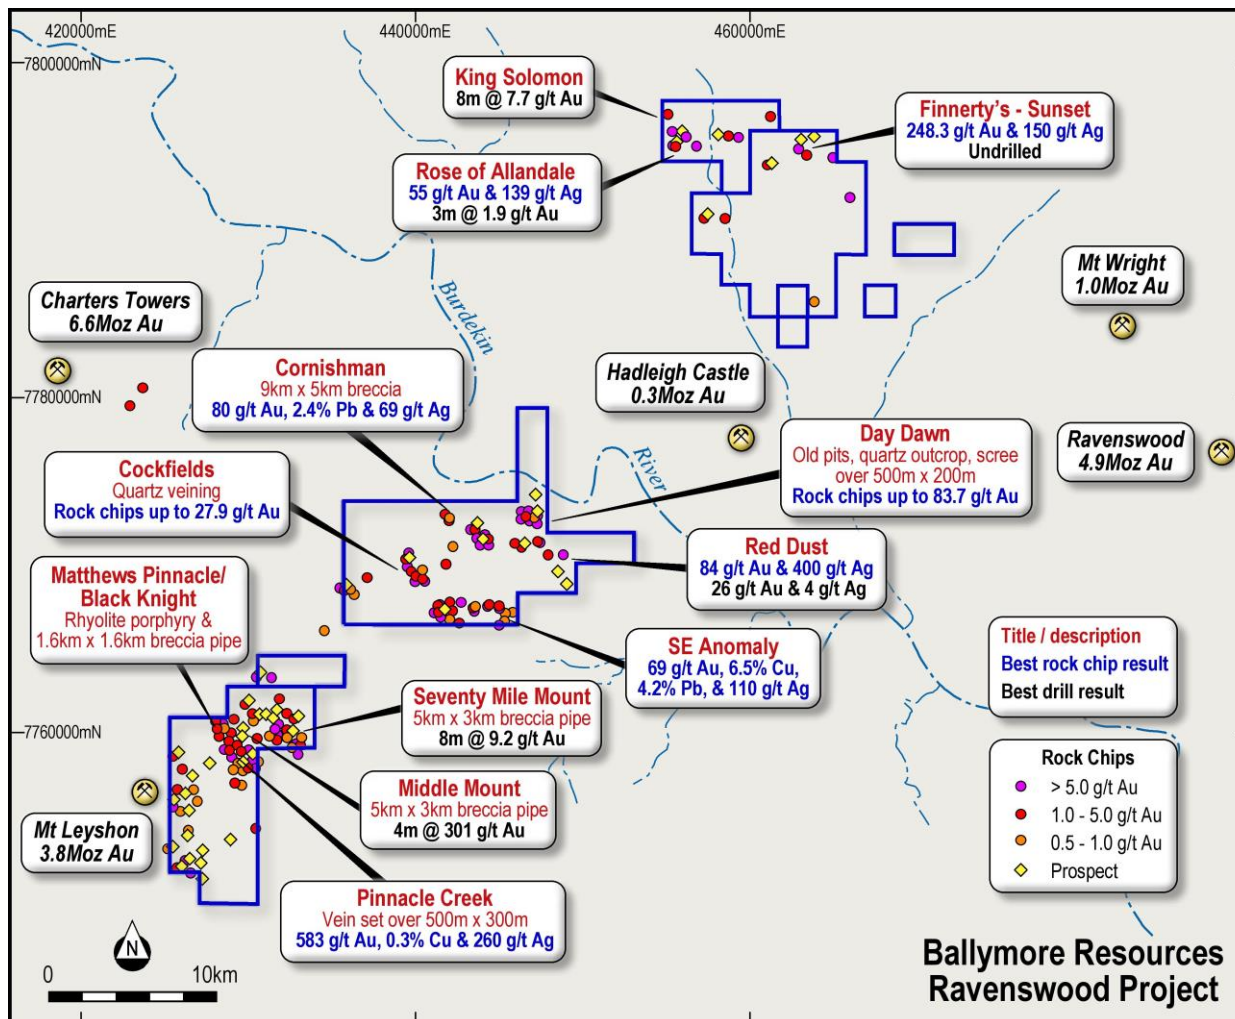 420000mE
440000mE
460000mE
7800000mN
King Solomon
8m @ 7.7 g/t Au
Finnerty's - Sunset
248.3 g/t Au & 150 g/t Ag
Undrilled
Rose of Allandale
55 g/t Au & 139 g/t Ag
3m @ 1.9 g/t Au
Mt Wright
1.0Moz Au
Charters Towers
6.6Moz Au
Burdekin
River
Cornishman
9km x 5km breccia
80 g/t Au, 2.4% Pb & 69 g/t Ag
Hadleigh Castle
0.3Moz Au
7780000mN
Day Dawn
Old pits, quartz outcrop, scree
over 500m x 200m
Rock chips up to 83.7 g/t Au
Ravenswood
4.9Moz Au
Cockfields
Quartz veining
Rock chips up to 27.9 g/t Au
Red Dust
84 g/t Au & 400 g/t Ag
26 g/t Au & 4 g/t Ag
Matthews Pinnacle/
Black Knight
Rhyolite porphyry &
1.6km x 1.6km breccia pipe
SE Anomaly
69 g/t Au, 6.5% Cu,
4.2% Pb, & 110 g/t Ag
Title / description
Best rock chip result
Best drill result
Seventy Mile Mount
5km x 3km breccia pipe
8m @ 9.2 g/t Au
7760000mN
Middle Mount
5km x 3km breccia pipe
4m @ 301 g/t Au
Rock Chips
> 5.0 g/t Au
1.0 - 5.0 g/t Au
0.5 - 1.0 g/t Au
Prospect
Mt Leyshon
3.8Moz Au
Pinnacle Creek
Vein set over 500m x 300m
583 g/t Au, 0.3% Cu & 260 g/t Ag
N
0 10km
Ballymore Resources
Ravenswood Project